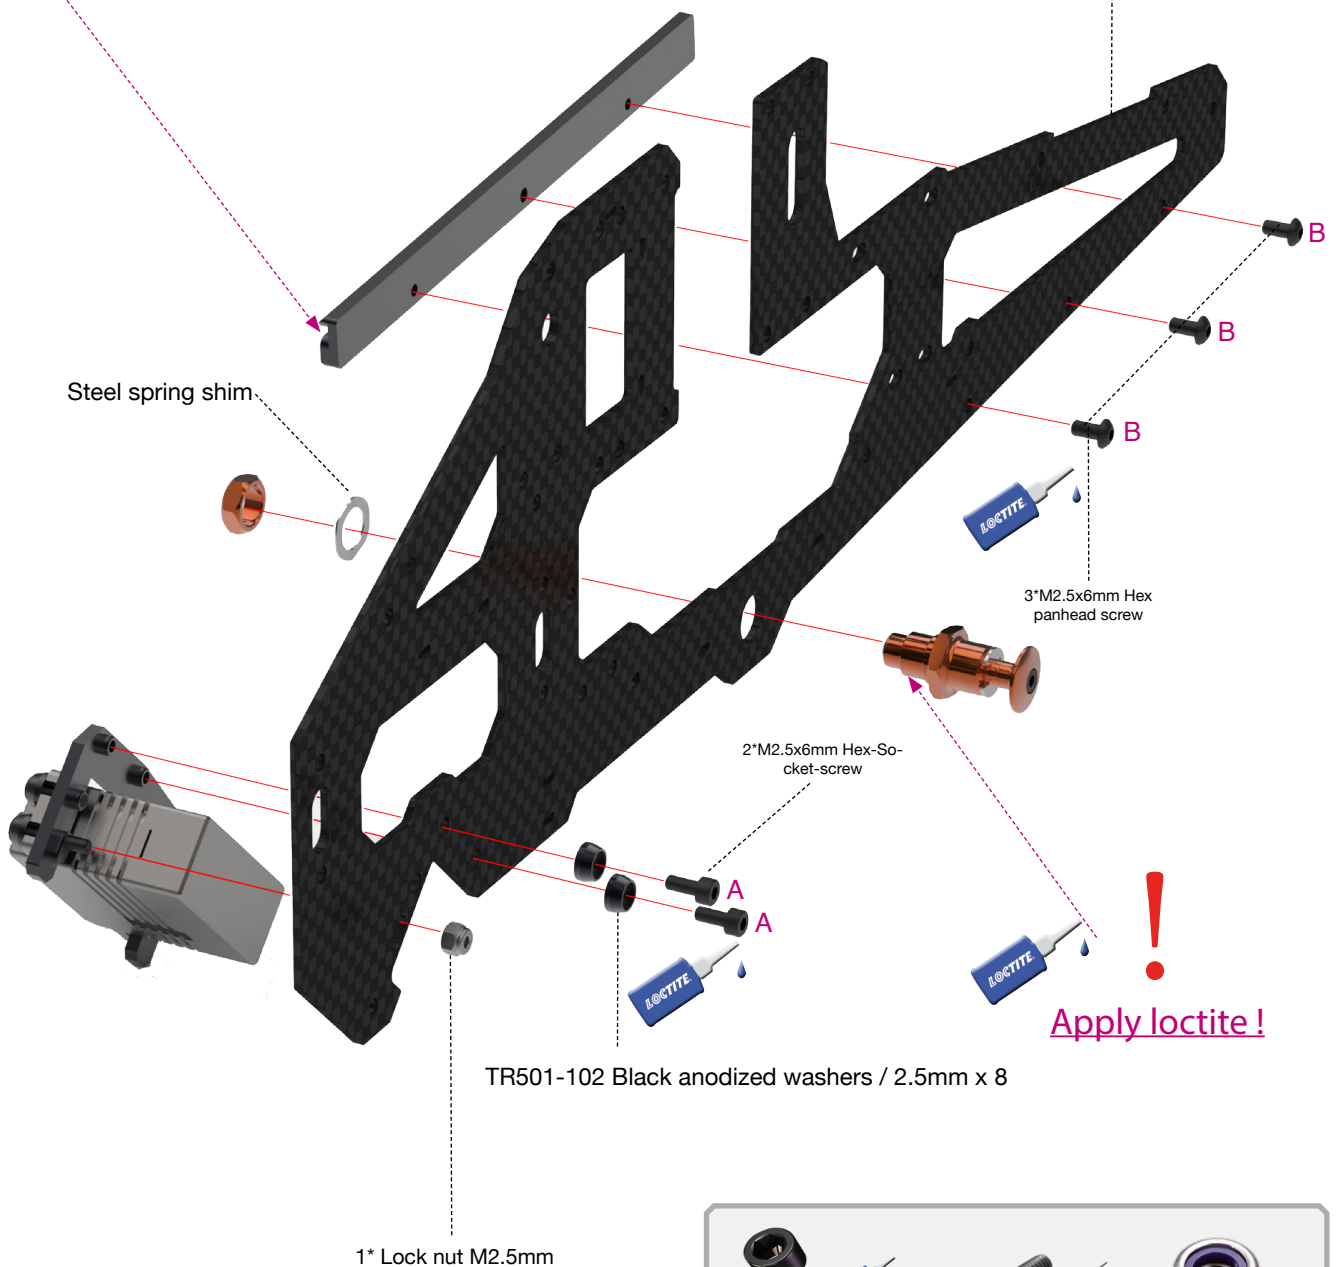 B
B
Steel spring shim
B
LOCTITE
3*M2.5x6mm Hex
panhead screw
2*M2.5x6mm Hex-So-
cket-screw
A
A
LOCTITE
LOCTITE
!
Apply loctite !
TR501-102 Black anodized washers / 2.5mm x 8
1* Lock nut M2.5mm